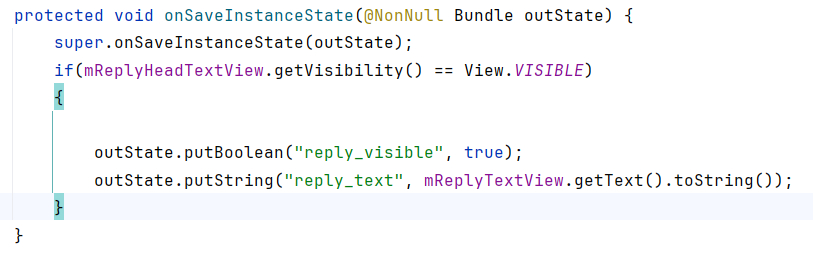 protected void onSaveInstanceState(@NonNull Bundle outState) {
    super.onSaveInstanceState(outState);
    if(mReplyHeadTextView.getVisibility() == View.VISIBLE)
    {

        outState.putBoolean("reply_visible", true);
        outState.putString("reply_text", mReplyTextView.getText().toString());
    }
}